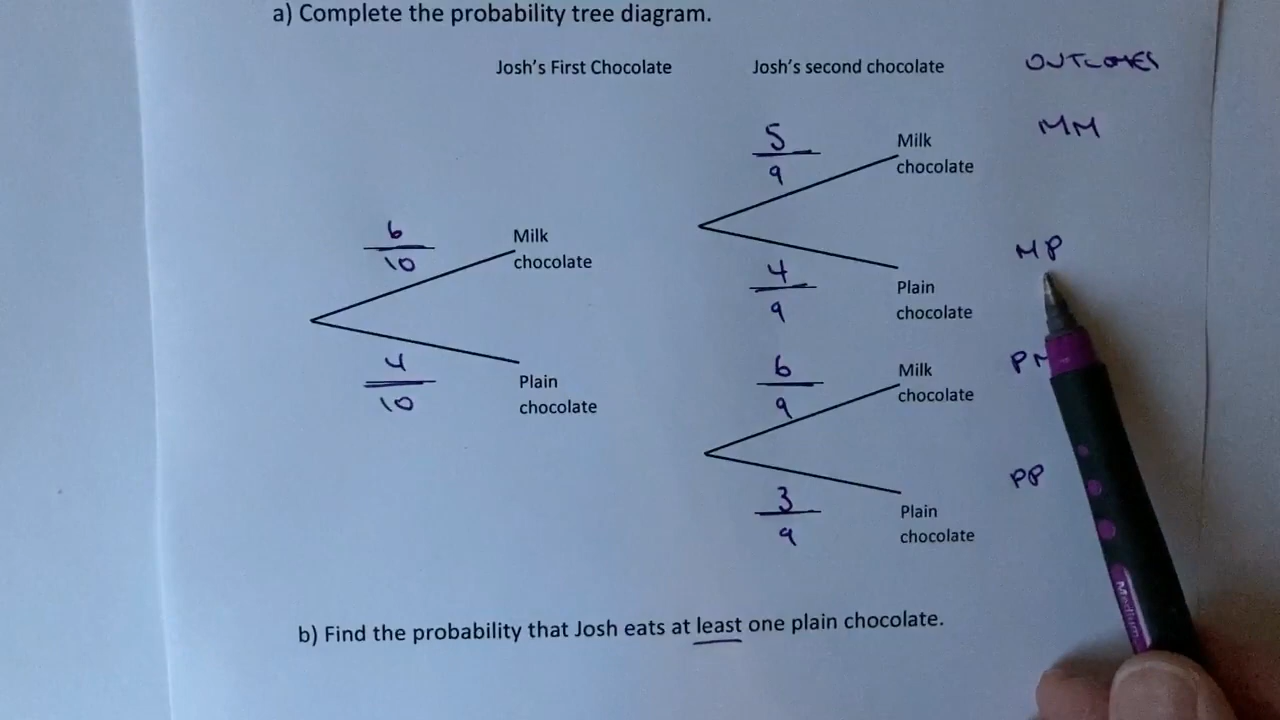 a) Complete the probability tree diagram.
Josh's First Chocolate
Josh's second chocolate
OUTCOMES
5
9
Milk
chocolate
MM
6
10
Milk
chocolate
4
9
Plain
chocolate
MP
4
10
Plain
chocolate
6
9
Milk
chocolate
PM
3
9
Plain
chocolate
PP
Medium
b) Find the probability that Josh eats at least one plain chocolate.